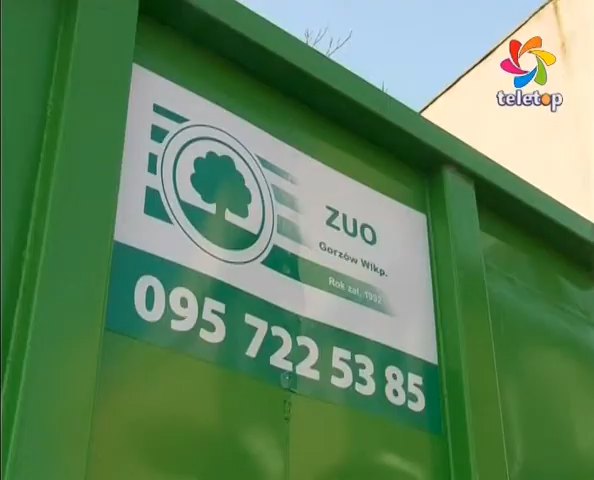 teletop
ZUO
Gorzów Wlkp.
Rok zał. 1992
095 722 53 85